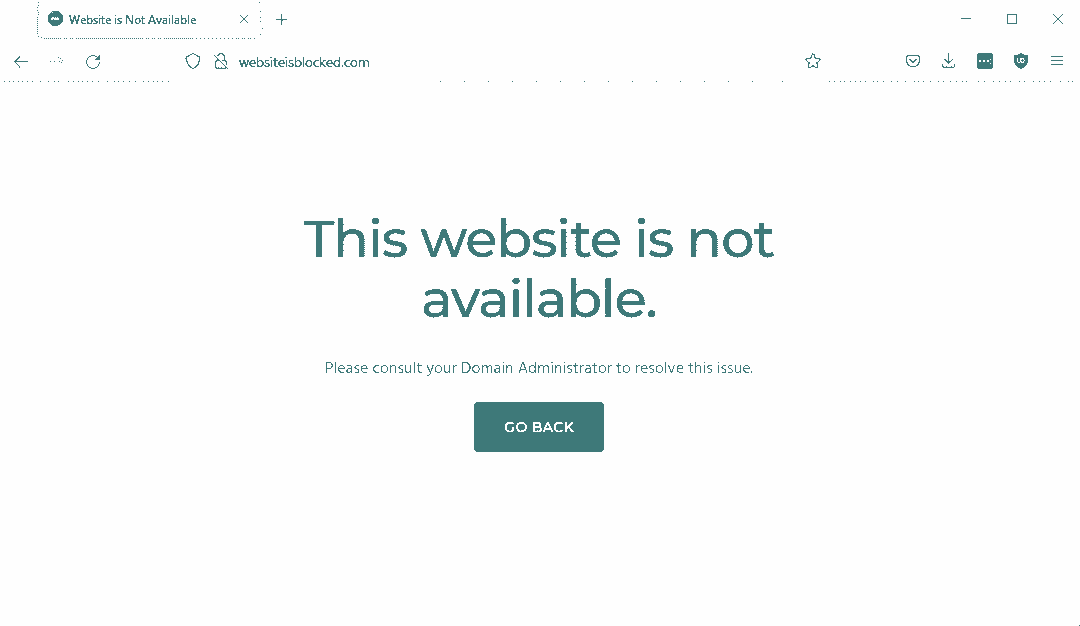 Website is Not Available
websiteisblocked.com
This website is not
available.
Please consult your Domain Administrator to resolve this issue.
GO BACK